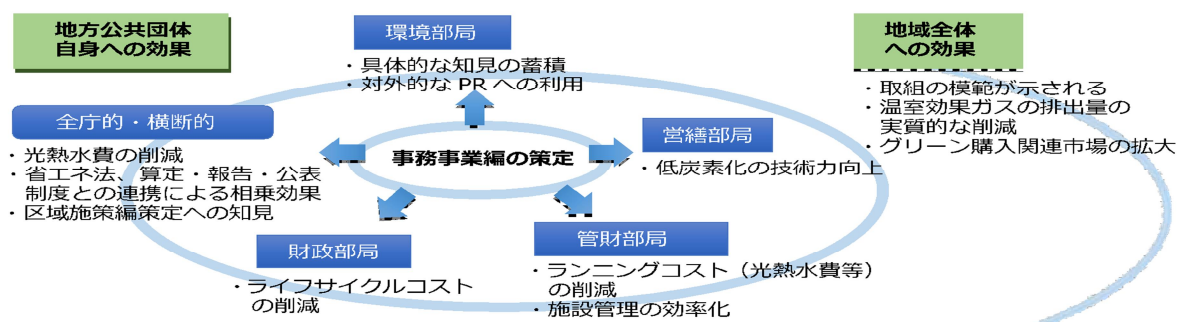 地方公共団体
自身への効果
環境部局
・具体的な知見の蓄積
・対外的な PR への利用
地域全体
への効果
・取組の模範が示される
・温室効果ガスの排出量の
実質的な削減
・グリーン購入関連市場の拡大
全庁的・横断的
・光熱水費の削減
・省エネ法、算定・報告・公表
制度との連携による相乗効果
・区域施策編策定への知見
事務事業編の策定
営繕部局
・低炭素化の技術力向上
財政部局
・ライフサイクルコスト
の削減
管財部局
・ランニングコスト（光熱水費等）
の削減
・施設管理の効率化